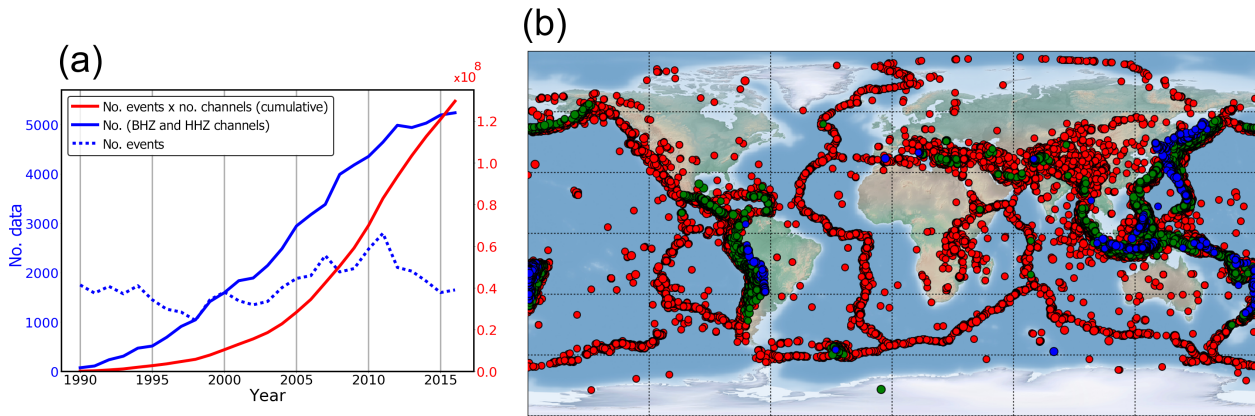 (a)
x10^8
No. events x no. channels (cumulative)
No. (BHZ and HHZ channels)
No. events
No. data
5000
4000
3000
2000
1000
0
1.2
1.0
0.8
0.6
0.4
0.2
0.0
1990 1995 2000 2005 2010 2015
Year
(b)